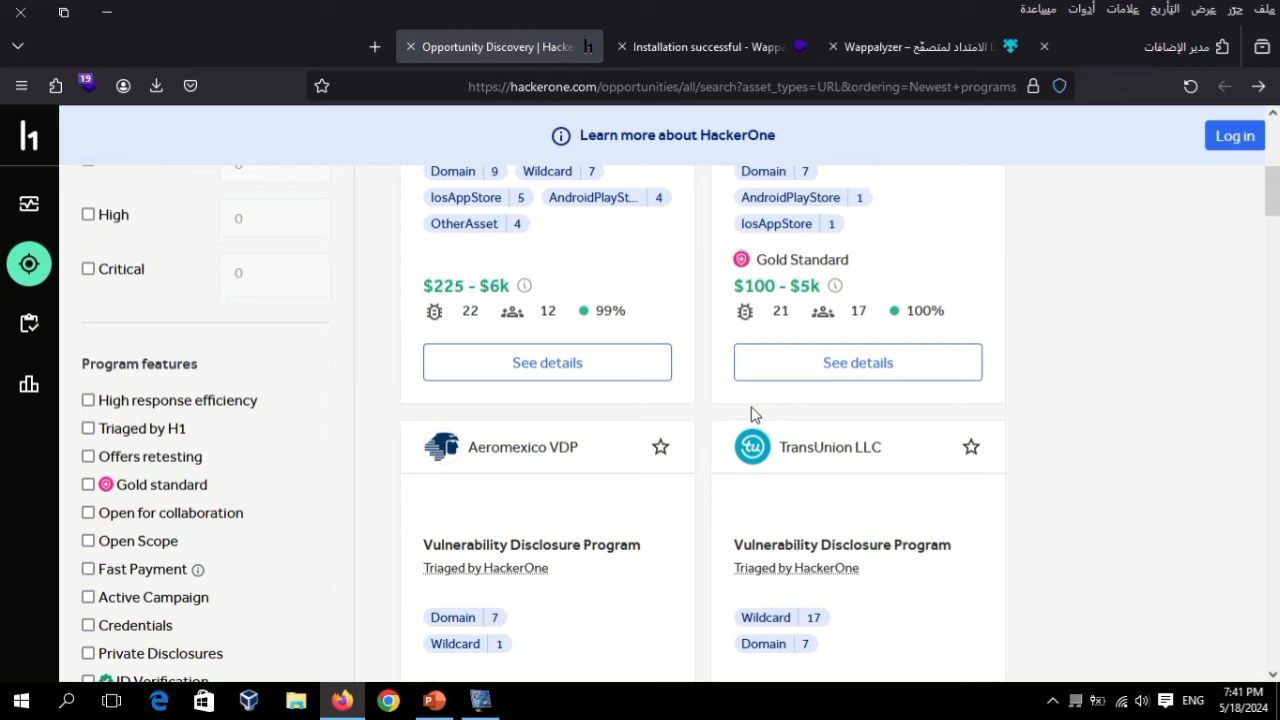 ملف حرر عرض التأريخ علامات أدوات مساعدة
Opportunity Discovery | Hacke
Installation successful - Wappa
Wappalyzer – الامتداد لمتصفّح
مدير الإضافات
19
https://hackerone.com/opportunities/all/search?asset_types=URL&ordering=Newest+programs
Learn more about HackerOne
Log in
0
High
0
Critical
0
Program features
High response efficiency
Triaged by H1
Offers retesting
Gold standard
Open for collaboration
Open Scope
Fast Payment
Active Campaign
Credentials
Private Disclosures
ID Verification
Domain 9 Wildcard 7
IosAppStore 5 AndroidPlaySt... 4
OtherAsset 4
$225 - $6k
22 12 99%
See details
Domain 7
AndroidPlayStore 1
IosAppStore 1
Gold Standard
$100 - $5k
21 17 100%
See details
Aeromexico VDP
Vulnerability Disclosure Program
Triaged by HackerOne
Domain 7
Wildcard 1
TransUnion LLC
Vulnerability Disclosure Program
Triaged by HackerOne
Wildcard 17
Domain 7
ENG
7:41 PM
5/18/2024